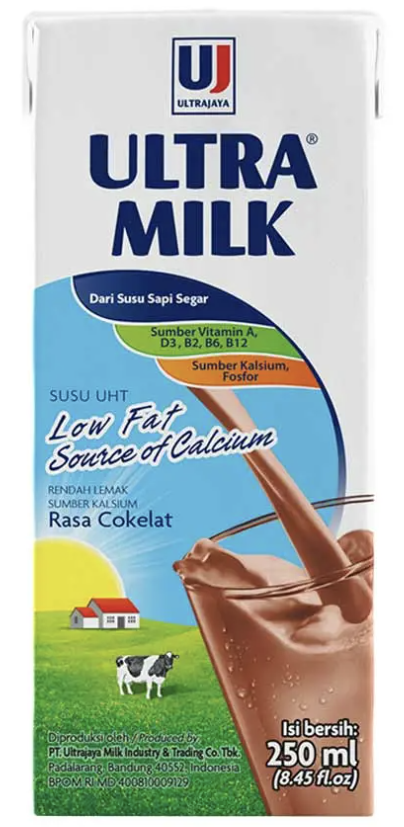 UJ
ULTRAJAYA
ULTRA®
MILK
Dari Susu Sapi Segar
Sumber Vitamin A,
D3, B2, B6, B12
Sumber Kalsium,
Fosfor
SUSU UHT
Low Fat
Source of Calcium
RENDAH LEMAK
SUMBER KALSIUM
Rasa Cokelat
Diproduksi oleh / Produced by:
PT. Ultrajaya Milk Industry & Trading Co. Tbk.
Padalarang, Bandung 40552, Indonesia
BPOM RI MD 400810009129
Isi bersih:
250 ml
(8.45 fl.oz)